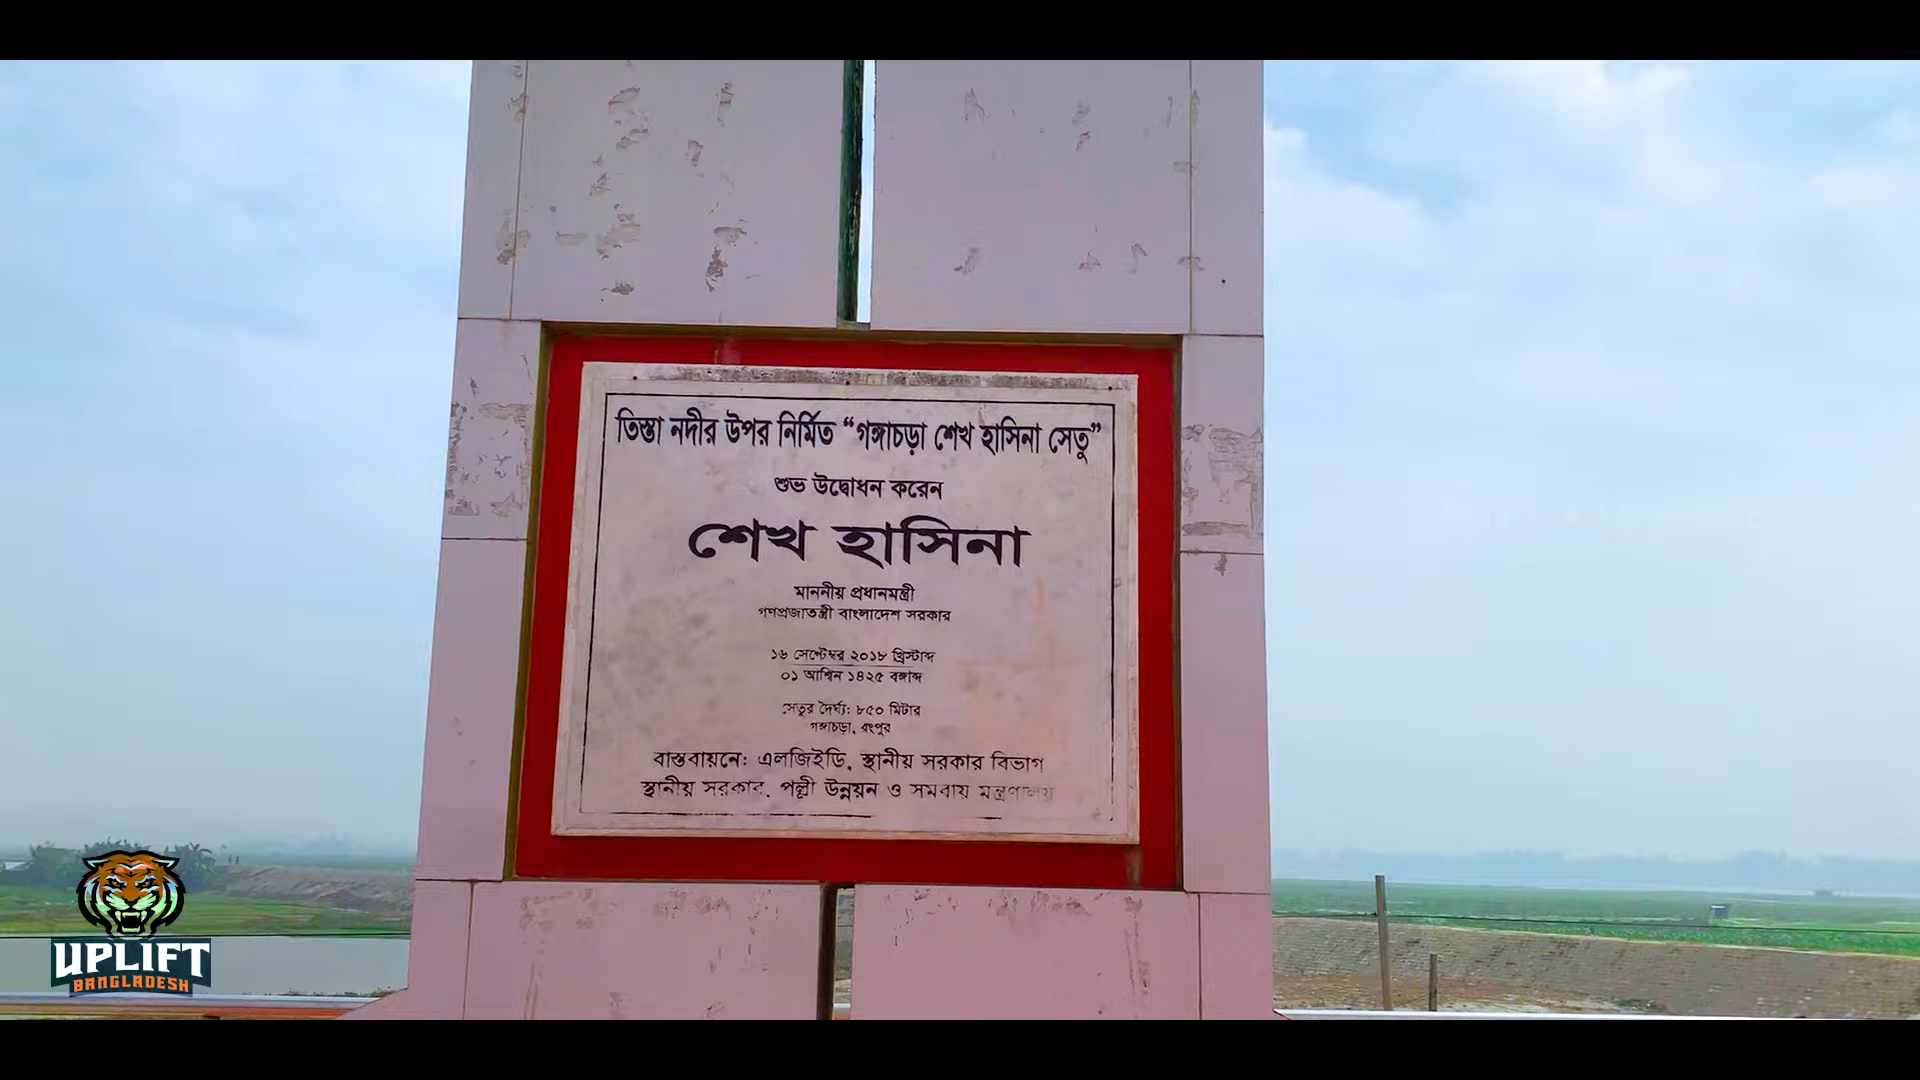 তিস্তা নদীর উপর নির্মিত “গঙ্গাচড়া শেখ হাসিনা সেতু”
শুভ উদ্বোধন করেন
শেখ হাসিনা
মাননীয় প্রধানমন্ত্রী
গণপ্রজাতন্ত্রী বাংলাদেশ সরকার
১৬ সেপ্টেম্বর ২০১৮ খ্রিস্টাব্দ
০১ আশ্বিন ১৪২৫ বঙ্গাব্দ
সেতুর দৈর্ঘ্য: ৮৫০ মিটার
গঙ্গাচড়া, রংপুর
বাস্তবায়নে: এলজিইডি, স্থানীয় সরকার বিভাগ
স্থানীয় সরকার, পল্লী উন্নয়ন ও সমবায় মন্ত্রণালয়
UPLIFT
BANGLADESH